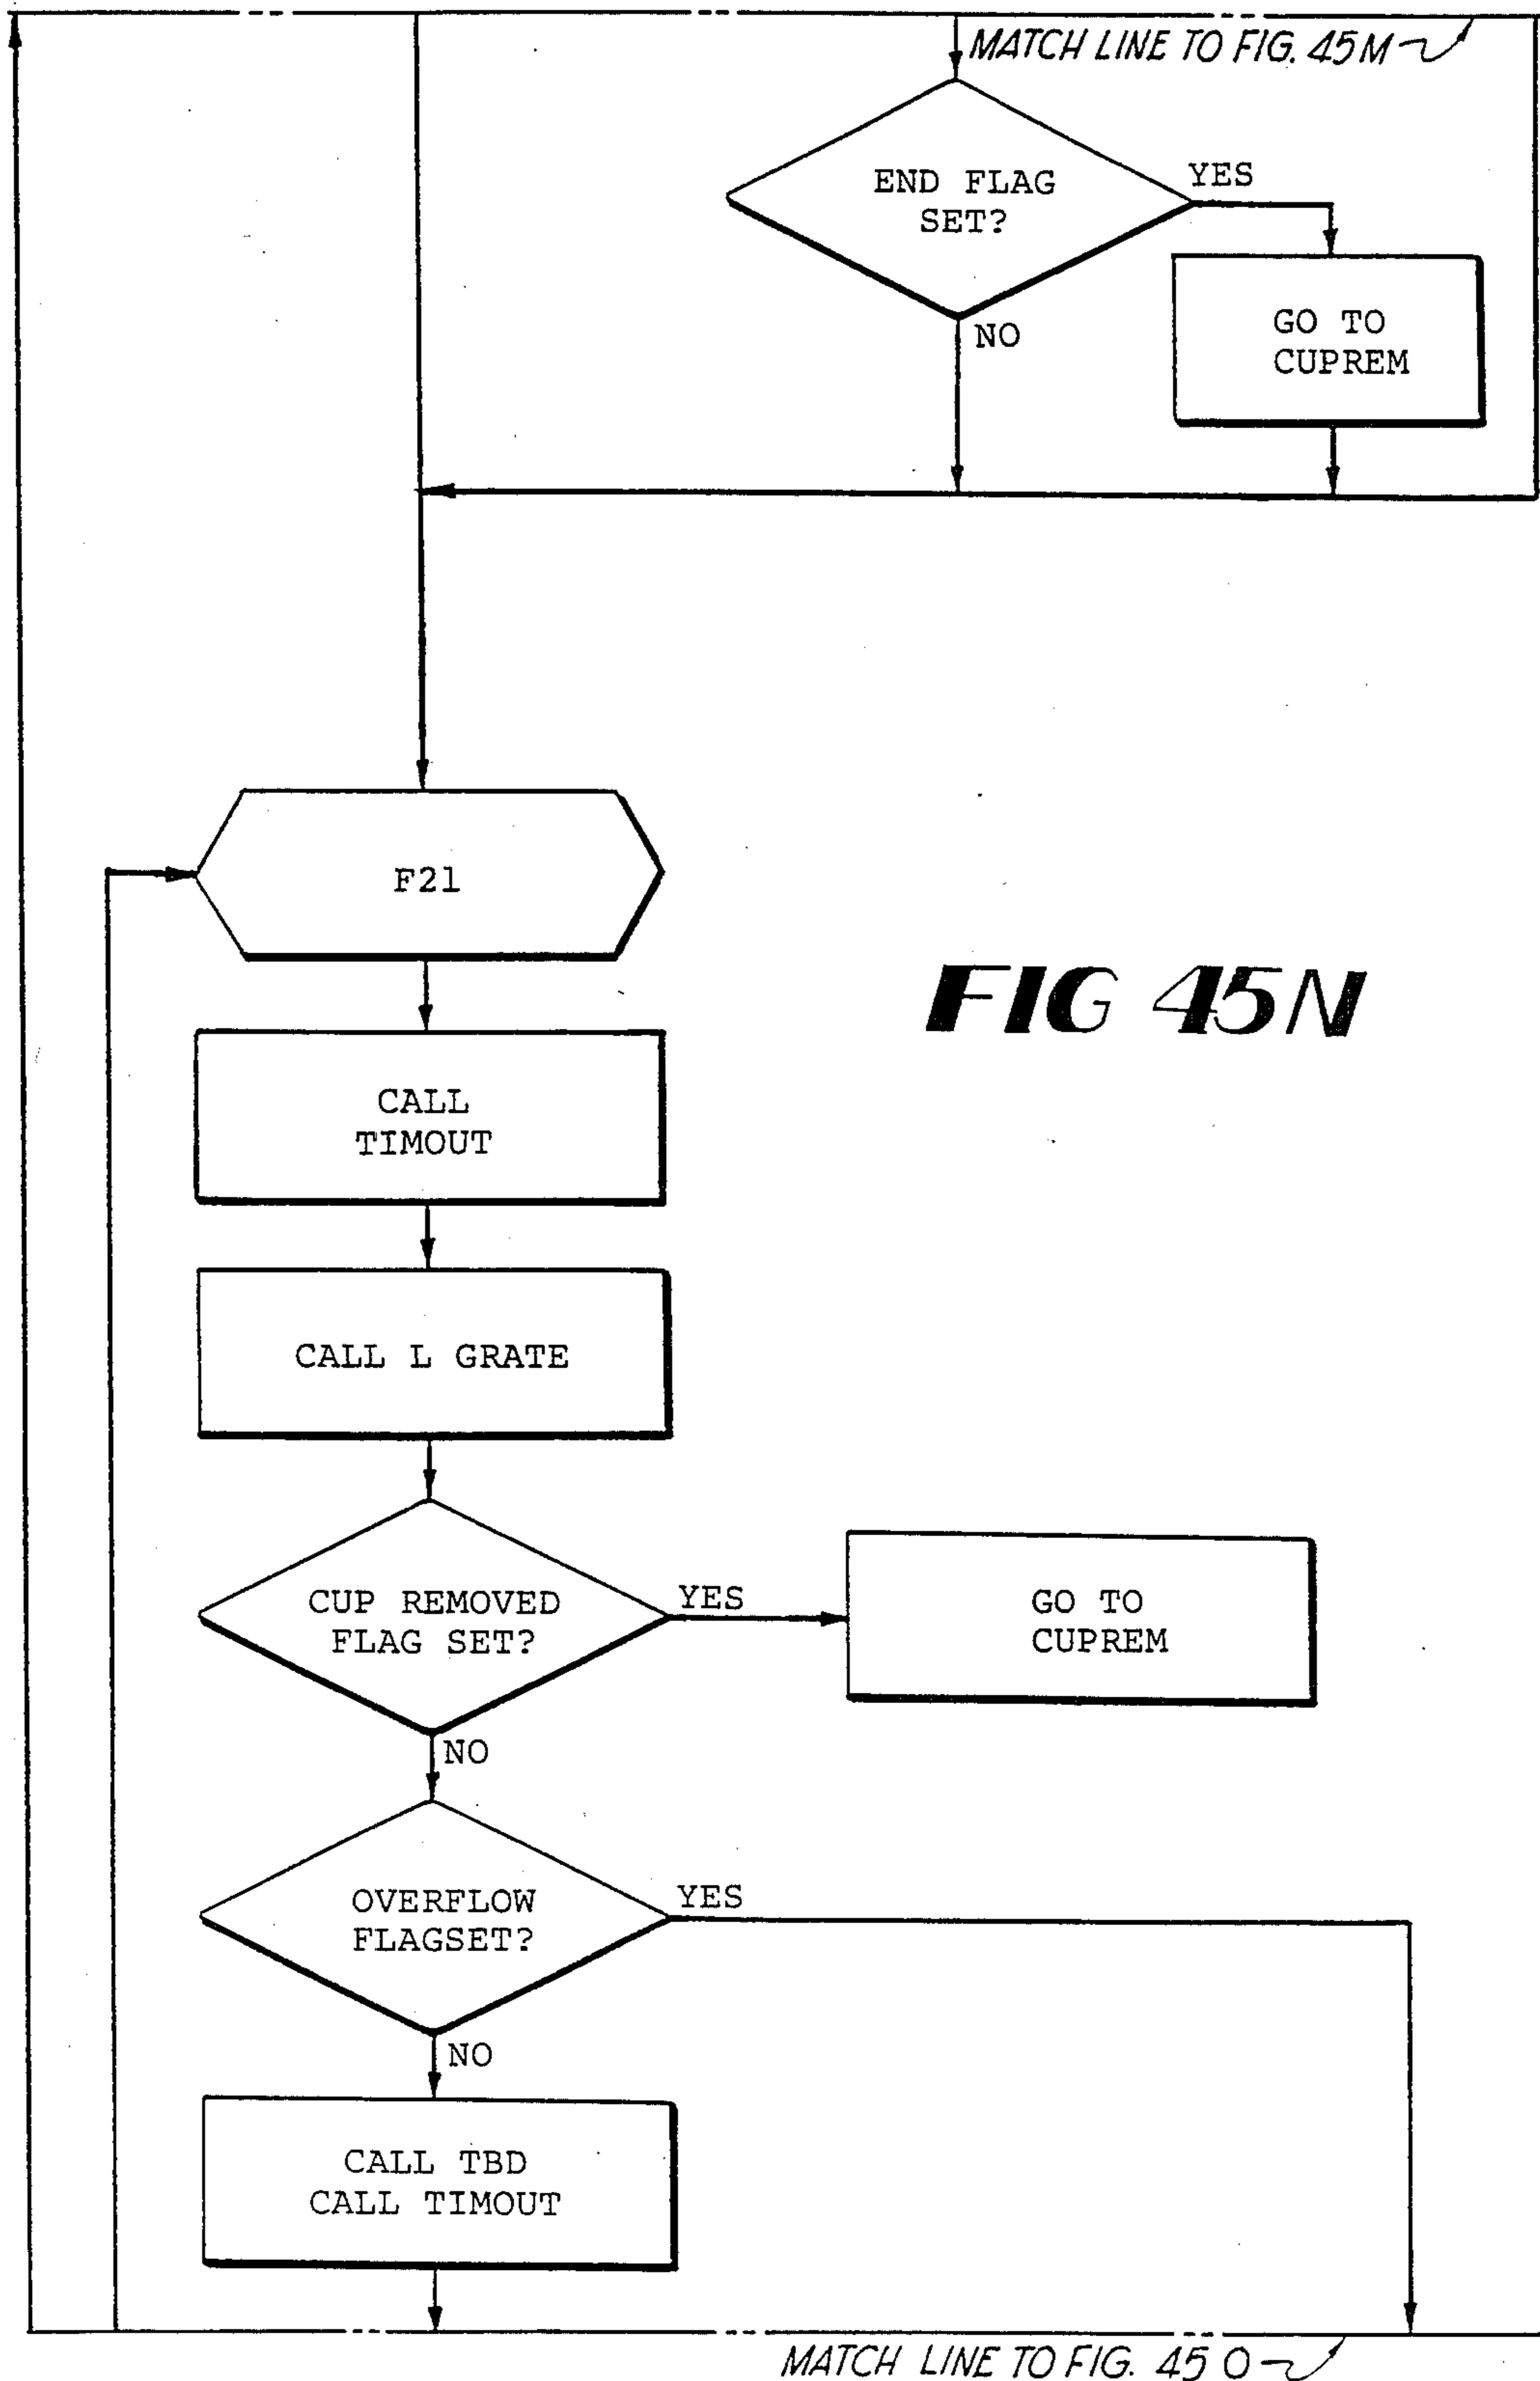 MATCH LINE TO FIG. 45M
END FLAG
SET?
YES
GO TO
CUPREM
NO
F21
FIG 45N
CALL
TIMOUT
CALL L GRATE
CUP REMOVED
FLAG SET?
YES
GO TO
CUPREM
NO
OVERFLOW
FLAGSET?
YES
NO
CALL TBD
CALL TIMOUT
MATCH LINE TO FIG. 45 O